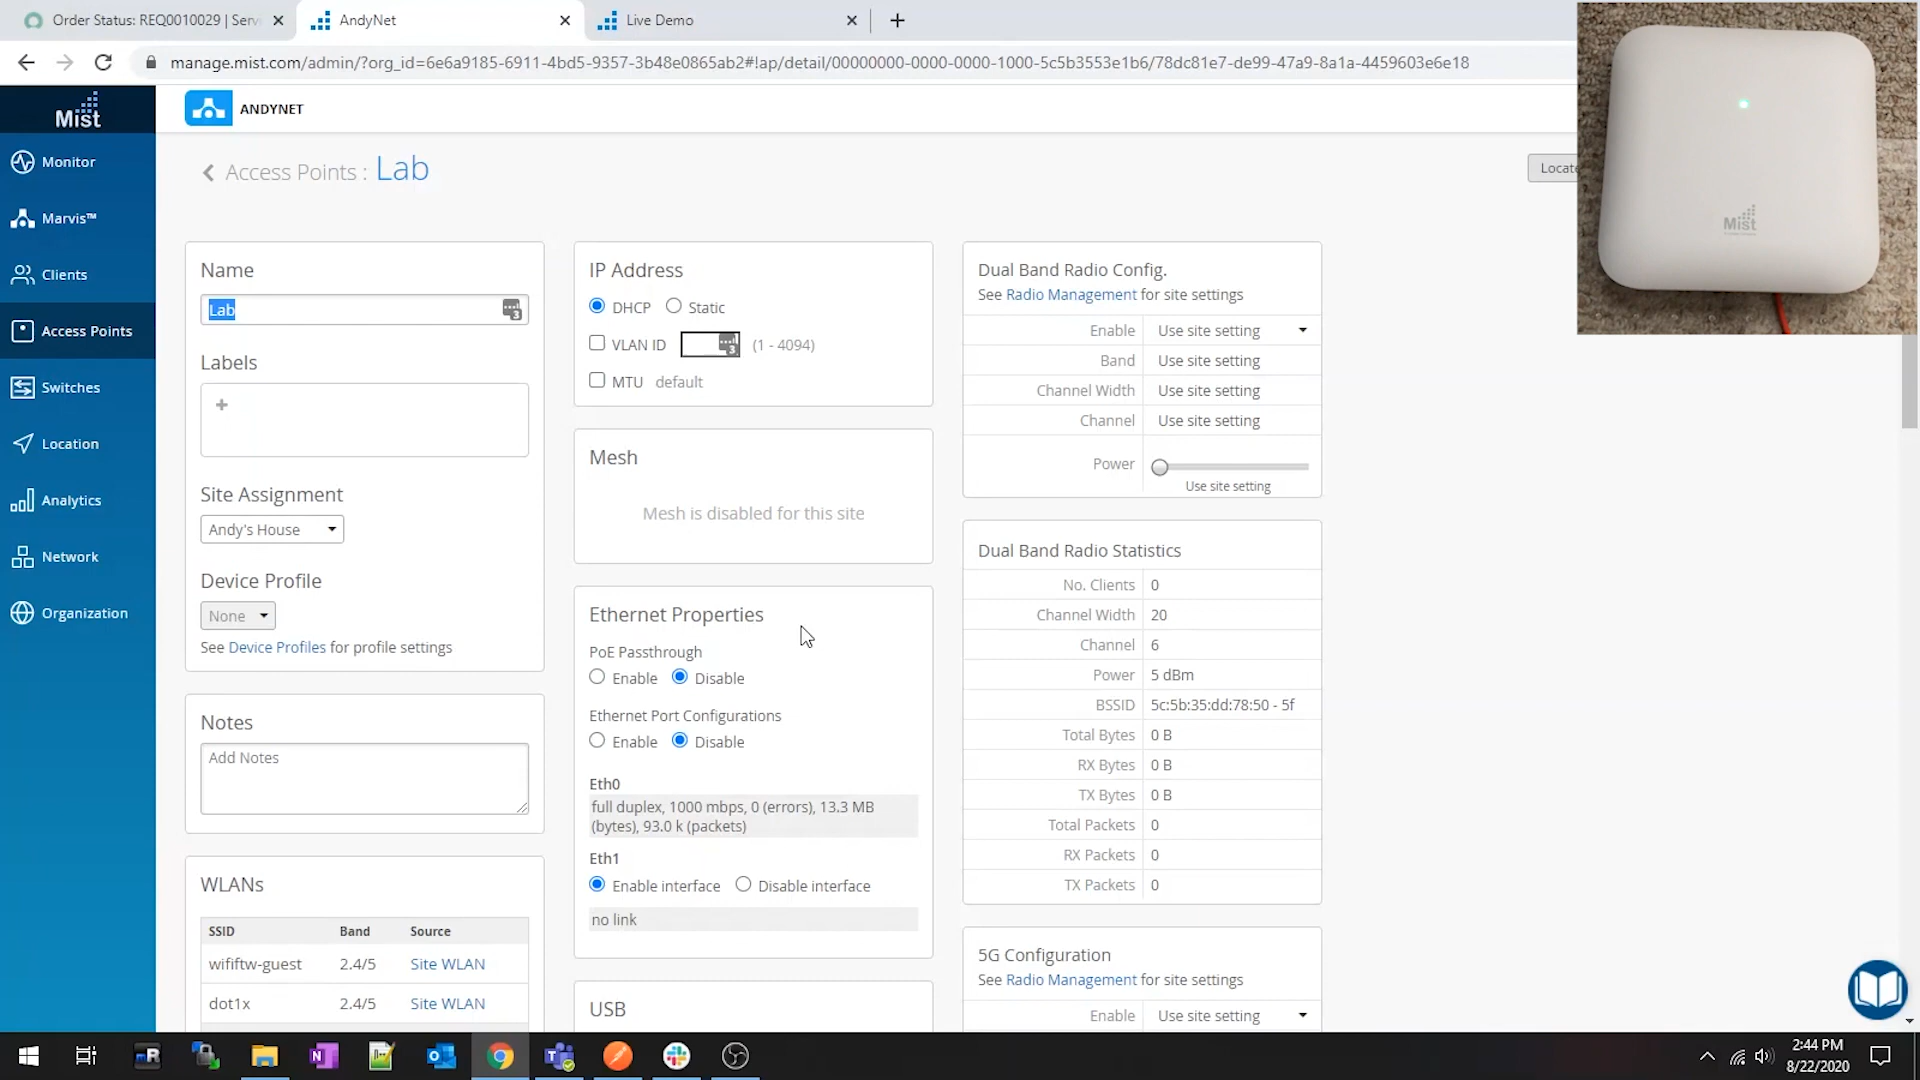 Order Status: REQ0010029 | Servi
AndyNet
Live Demo
manage.mist.com/admin/?org_id=6e6a9185-6911-4bd5-9357-3b48e0865ab2#!ap/detail/00000000-0000-0000-1000-5c5b3553e1b6/78dc81e7-de99-47a9-8a1a-4459603e6e18
Mist
ANDYNET
Monitor
Marvis™
Clients
Access Points
Switches
Location
Analytics
Network
Organization
Access Points : Lab
Locate
Mist
Name
Lab
Labels
+
Site Assignment
Andy's House
Device Profile
None
See Device Profiles for profile settings
Notes
Add Notes
WLANs
SSID Band Source
wififtw-guest 2.4/5 Site WLAN
dot1x 2.4/5 Site WLAN
IP Address
DHCP Static
VLAN ID (1 - 4094)
MTU default
Mesh
Mesh is disabled for this site
Ethernet Properties
PoE Passthrough
Enable Disable
Ethernet Port Configurations
Enable Disable
Eth0
full duplex, 1000 mbps, 0 (errors), 13.3 MB
(bytes), 93.0 k (packets)
Eth1
Enable interface Disable interface
no link
USB
Dual Band Radio Config.
See Radio Management for site settings
Enable Use site setting
Band Use site setting
Channel Width Use site setting
Channel Use site setting
Power
Use site setting
Dual Band Radio Statistics
No. Clients 0
Channel Width 20
Channel 6
Power 5 dBm
BSSID 5c:5b:35:dd:78:50 - 5f
Total Bytes 0 B
RX Bytes 0 B
TX Bytes 0 B
Total Packets 0
RX Packets 0
TX Packets 0
5G Configuration
See Radio Management for site settings
Enable Use site setting
2:44 PM
8/22/2020